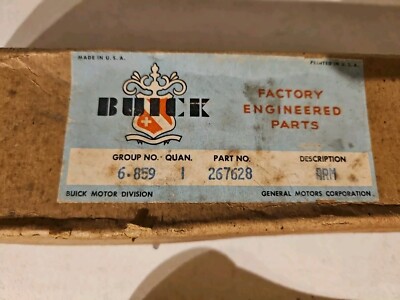 MADE IN U.S.A. PRINTED IN U.S.A.
BUICK
FACTORY
ENGINEERED
PARTS
GROUP NO. QUAN. PART NO. DESCRIPTION
6.859 1 267628 ARM
BUICK MOTOR DIVISION GENERAL MOTORS CORPORATION